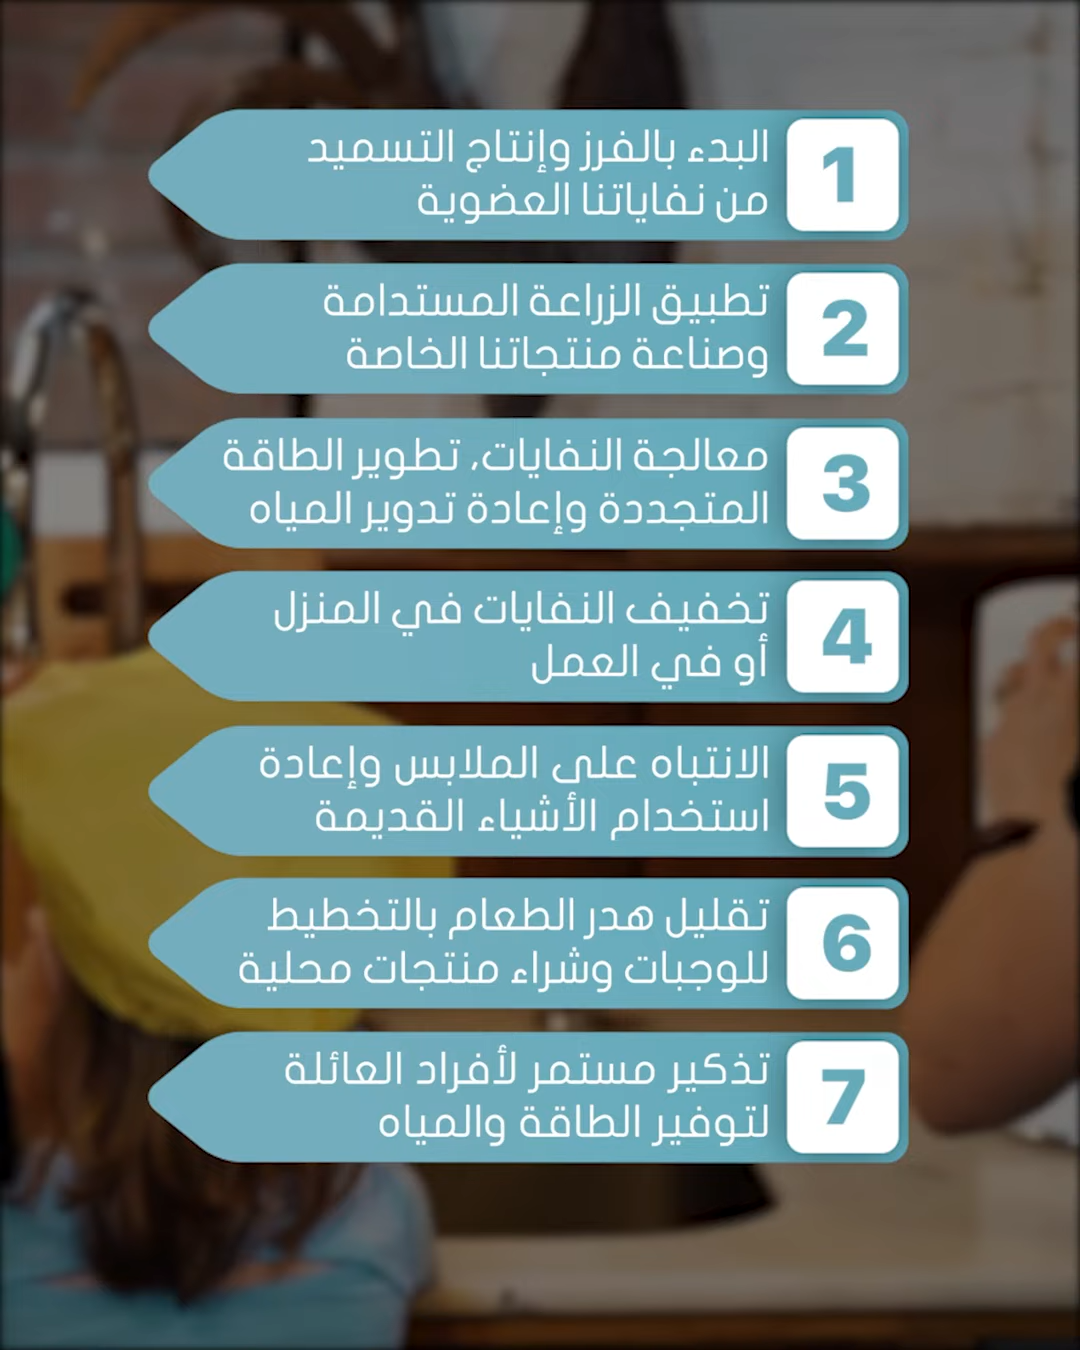 1
البدء بالفرز وإنتاج التسميد
من نفاياتنا العضوية
2
تطبيق الزراعة المستدامة
وصناعة منتجاتنا الخاصة
3
معالجة النفايات، تطوير الطاقة
المتجددة وإعادة تدوير المياه
4
تخفيف النفايات في المنزل
أو في العمل
5
الانتباه على الملابس وإعادة
استخدام الأشياء القديمة
6
تقليل هدر الطعام بالتخطيط
للوجبات وشراء منتجات محلية
7
تذكير مستمر لأفراد العائلة
لتوفير الطاقة والمياه